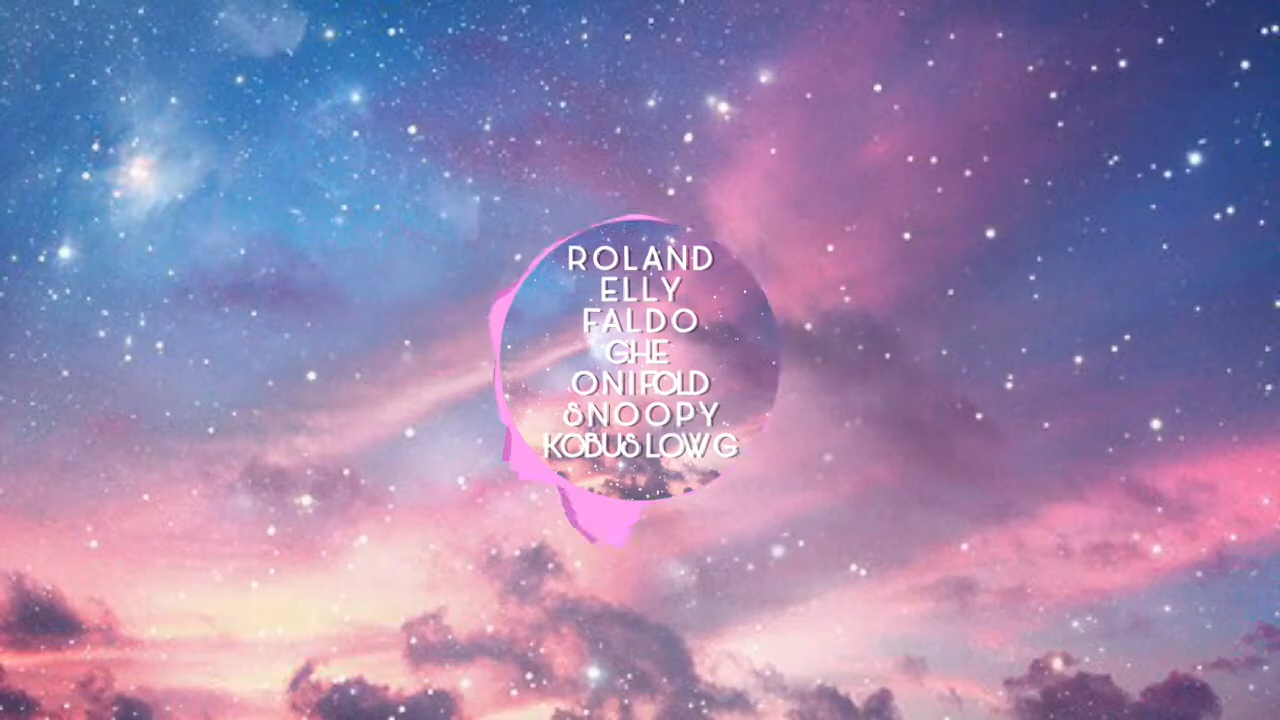 ROLAND
ELLY
FALDO
GHE
ONIFOLD
SNOOPY
KOBUS LOW G